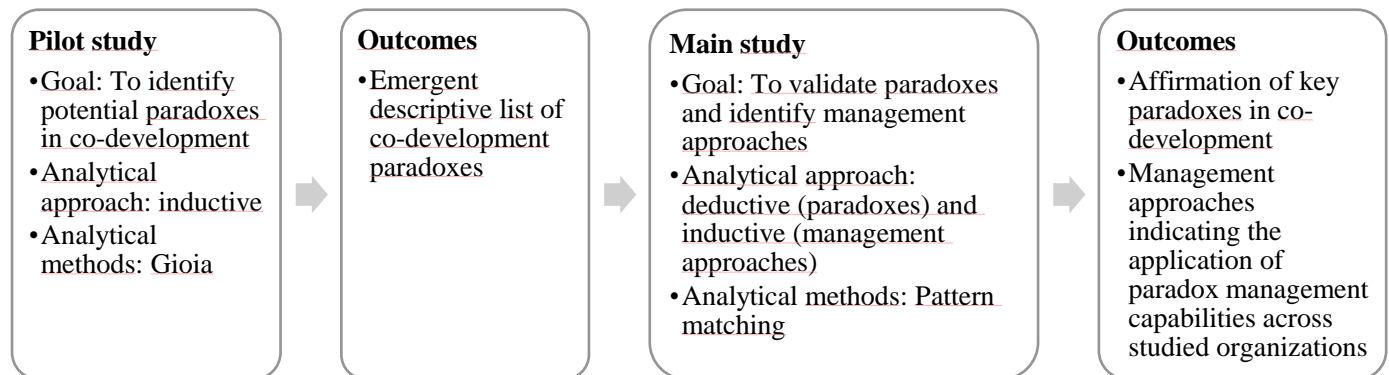 Pilot study
•Goal: To identify
potential paradoxes
in co-development
•Analytical
approach: inductive
•Analytical
methods: Gioia
Outcomes
•Emergent
descriptive list of
co-development
paradoxes
Main study
•Goal: To validate paradoxes
and identify management
approaches
•Analytical approach:
deductive (paradoxes) and
inductive (management
approaches)
•Analytical methods: Pattern
matching
Outcomes
•Affirmation of key
paradoxes in co-
development
•Management
approaches
indicating the
application of
paradox management
capabilities across
studied organizations